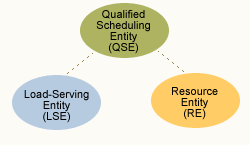 Qualified
Scheduling
Entity
(QSE)
Load-Serving
Entity
(LSE)
Resource
Entity
(RE)